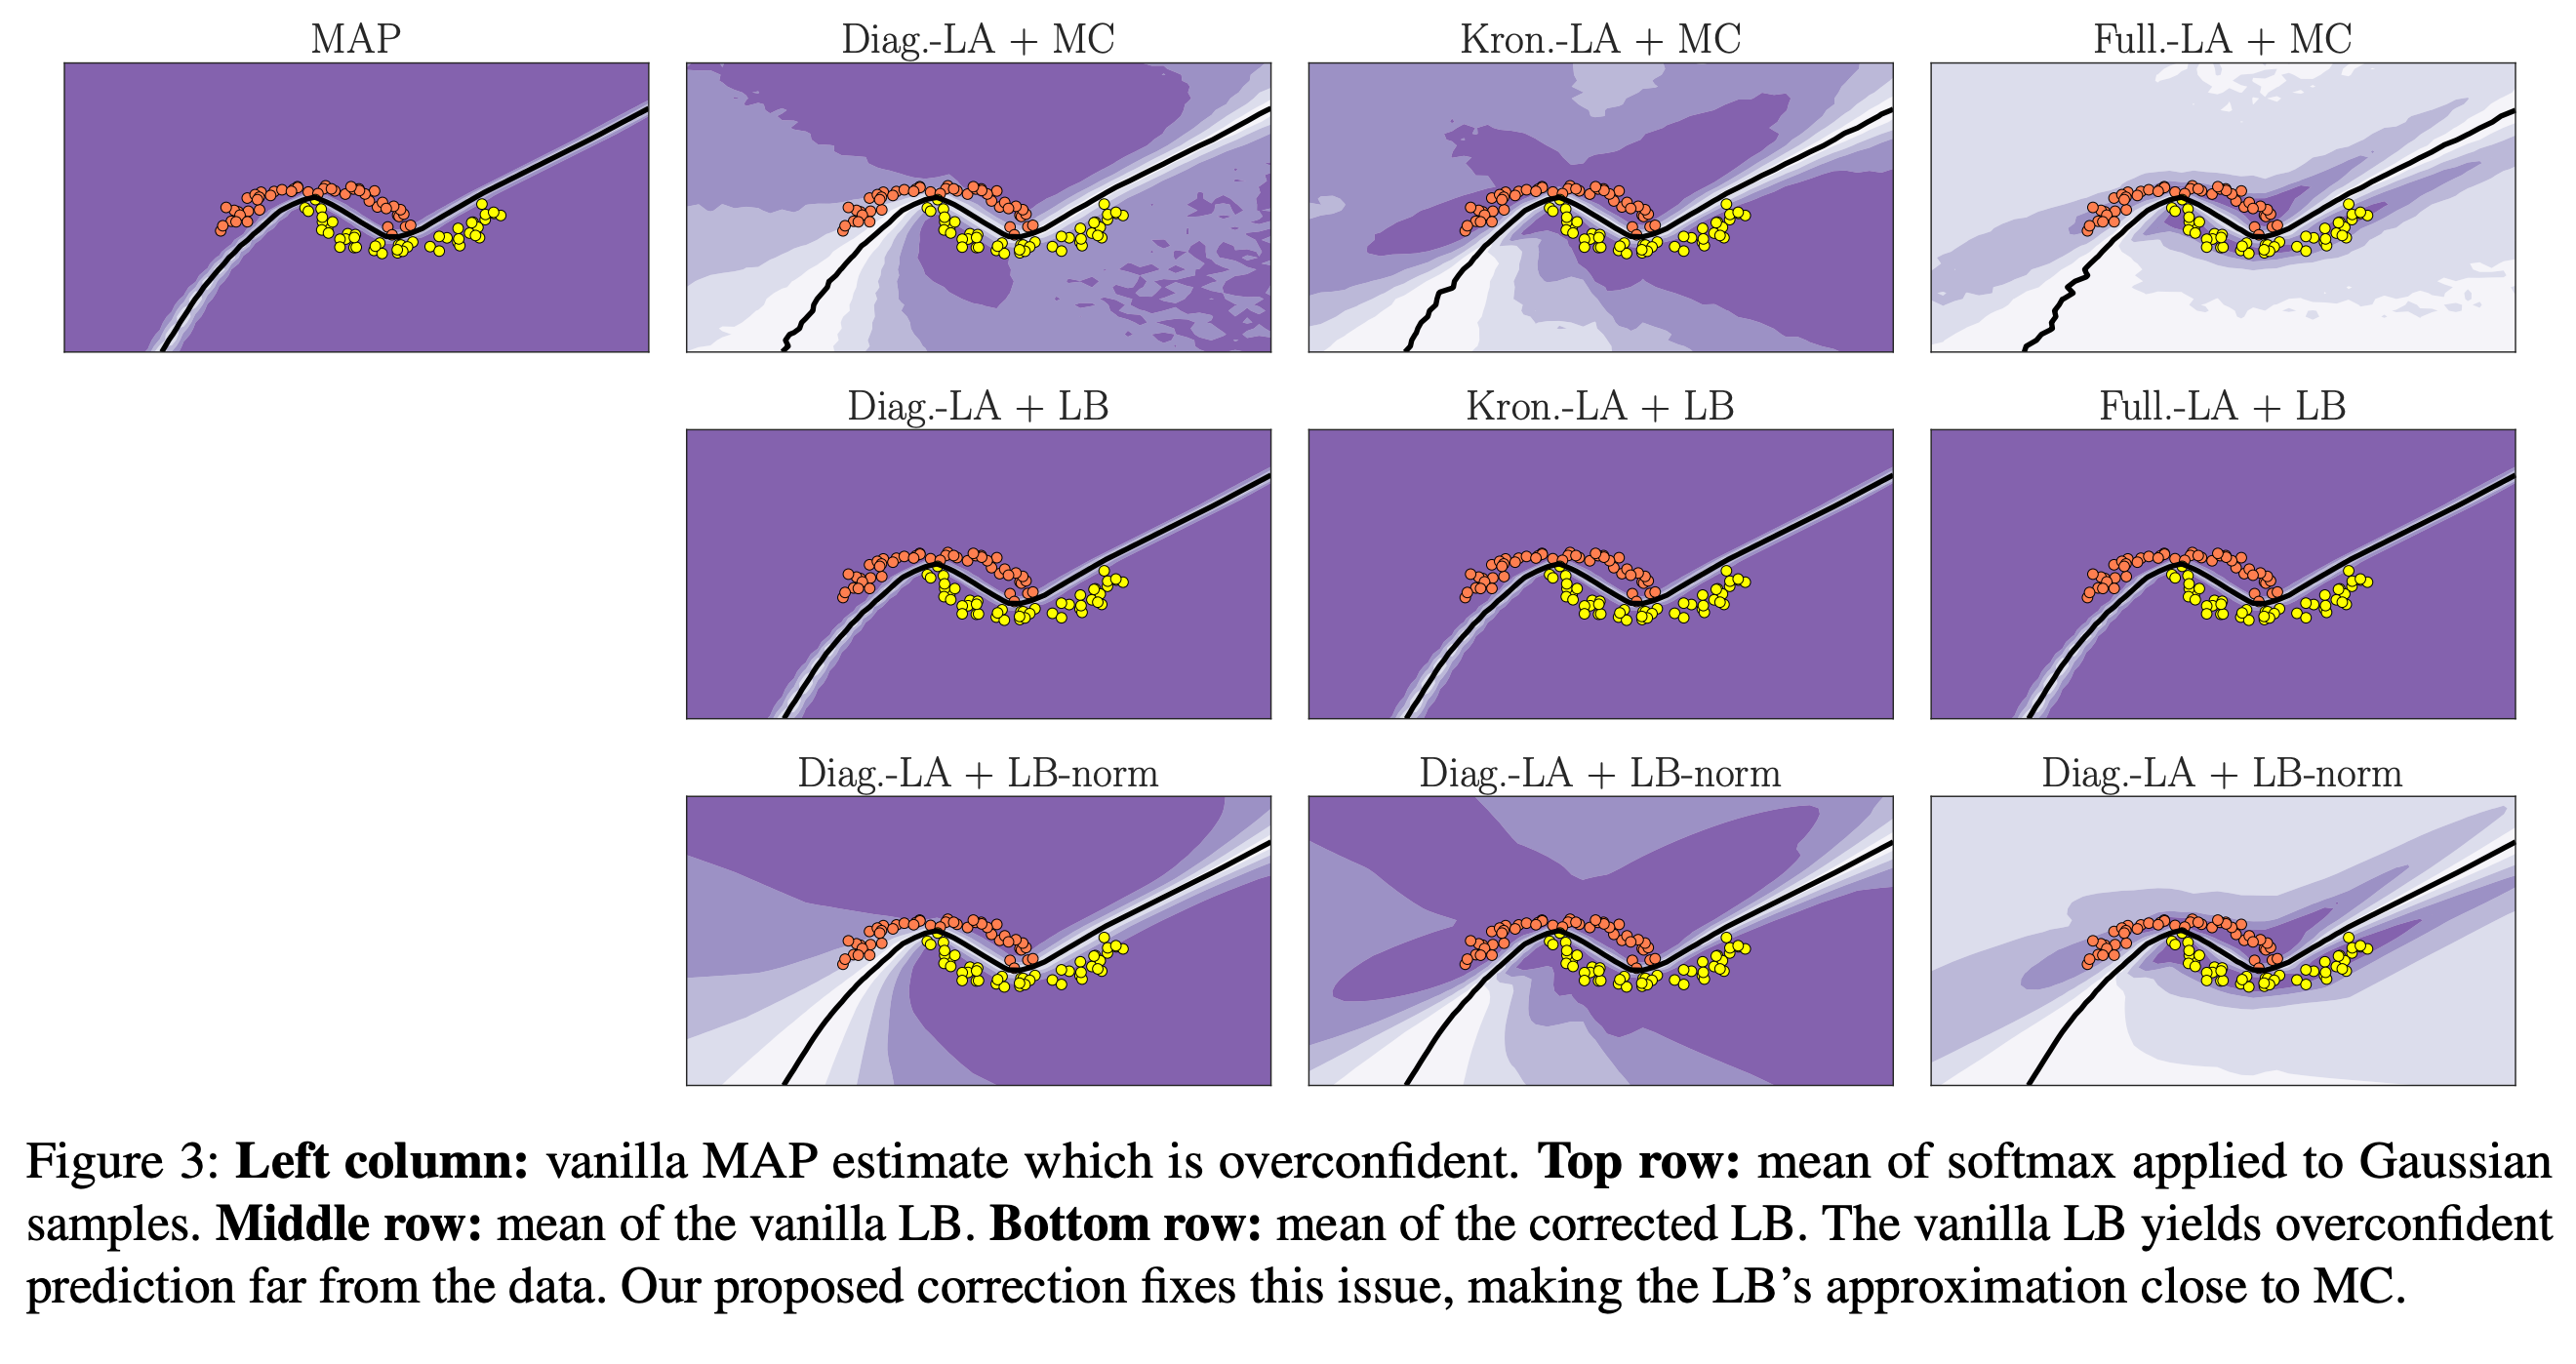 MAP
Diag.-LA + MC
Kron.-LA + MC
Full.-LA + MC
Diag.-LA + LB
Kron.-LA + LB
Full.-LA + LB
Diag.-LA + LB-norm
Diag.-LA + LB-norm
Diag.-LA + LB-norm
Figure 3: Left column: vanilla MAP estimate which is overconfident. Top row: mean of softmax applied to Gaussian
samples. Middle row: mean of the vanilla LB. Bottom row: mean of the corrected LB. The vanilla LB yields overconfident
prediction far from the data. Our proposed correction fixes this issue, making the LB’s approximation close to MC.